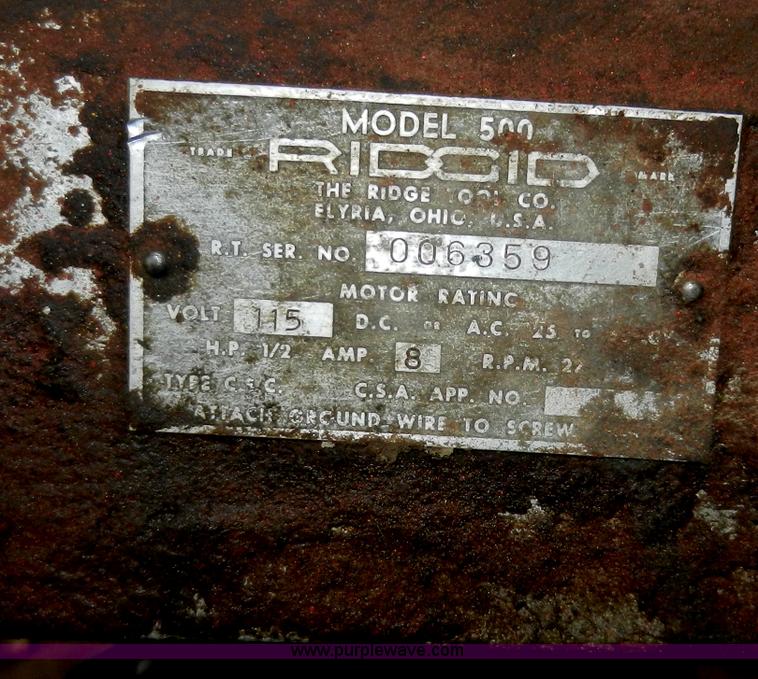 MODEL 500
TRADE RIDGID MARK
THE RIDGE TOOL CO.
ELYRIA, OHIO, U.S.A.
R.T. SER. NO. 006359
MOTOR RATING
VOLT 115 D.C. OR A.C. 25 TO
H.P. 1/2 AMP 8 R.P.M.
TYPE C.&C. C.S.A. APP. NO.
ATTACH GROUND WIRE TO SCREW
www.purplewave.com